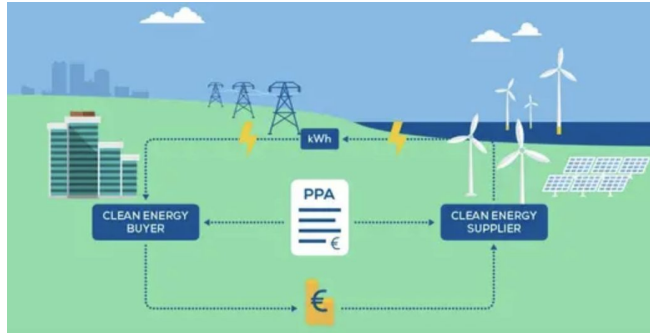 kWh
PPA
€
CLEAN ENERGY
BUYER
CLEAN ENERGY
SUPPLIER
€